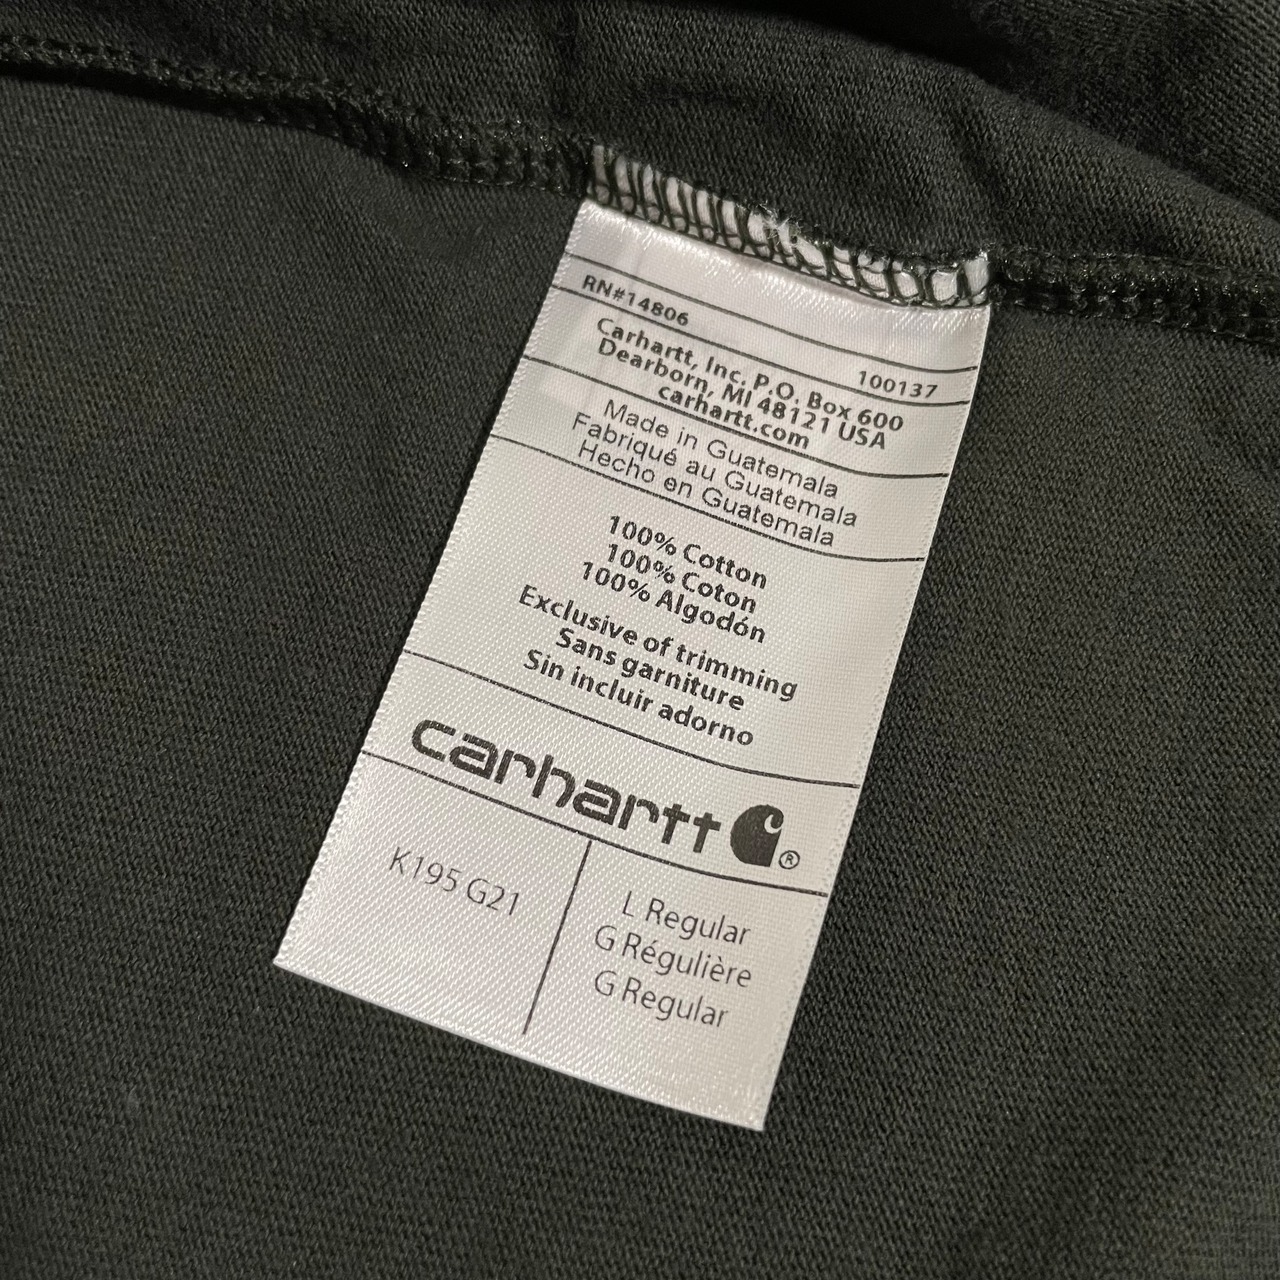 RN#14806
100137
Carhartt, Inc. P.O. Box 600
Dearborn, MI 48121 USA
carhartt.com
Made in Guatemala
Fabriqué au Guatemala
Hecho en Guatemala
100% Cotton
100% Coton
100% Algodón
Exclusive of trimming
Sans garniture
Sin incluir adorno
carhartt ®
K195 G21
L Regular
G Régulière
G Regular